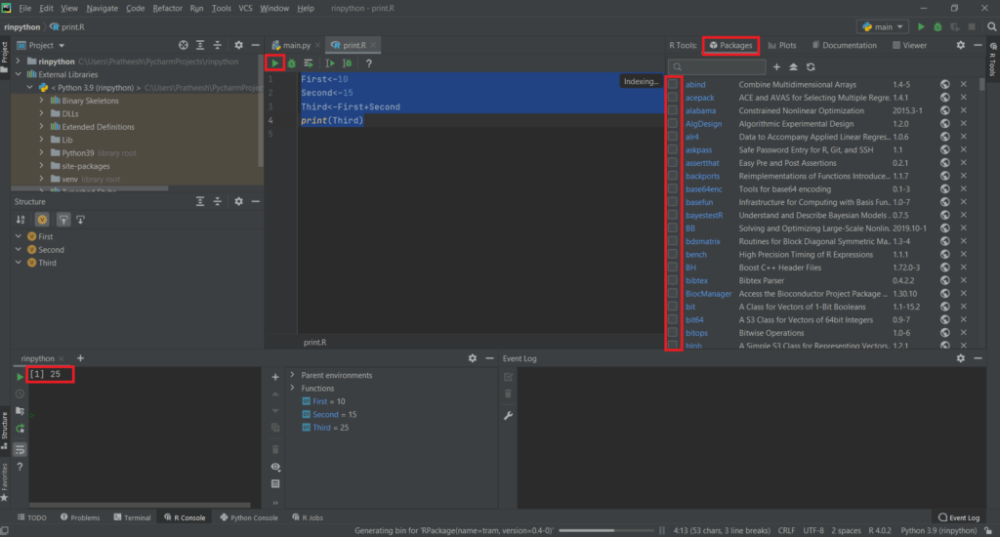 File Edit View Navigate Code Refactor Run Tools VCS Window Help rinpython - print.R
rinpython print.R main
Project
main.py print.R
R Tools: Packages Plots Documentation Viewer
rinpython C:\Users\Pratheesh\PycharmProjects\rinpython
External Libraries
< Python 3.9 (rinpython) > C:\Users\Pratheesh\PycharmProje
Binary Skeletons
DLLs
Extended Definitions
Lib
Python39 library root
site-packages
venv library root
Typeshed Stubs
Structure
First
Second
Third
1 First<-10
2 Second<-15
3 Third<-First+Second
4 print(Third)
5
Indexing...
print.R
abind Combine Multidimensional Arrays 1.4-5
acepack ACE and AVAS for Selecting Multiple Regre.. 1.4.1
alabama Constrained Nonlinear Optimization 2015.3-1
AlgDesign Algorithmic Experimental Design 1.2.0
alr4 Data to Accompany Applied Linear Regres... 1.0.6
askpass Safe Password Entry for R, Git, and SSH 1.1
assertthat Easy Pre and Post Assertions 0.2.1
backports Reimplementations of Functions Introduce... 1.1.7
base64enc Tools for base64 encoding 0.1-3
basefun Infrastructure for Computing with Basis Fun.. 1.0-7
bayestestR Understand and Describe Bayesian Models .. 0.7.5
BB Solving and Optimizing Large-Scale Nonlin.. 2019.10-1
bdsmatrix Routines for Block Diagonal Symmetric Ma... 1.3-4
bench High Precision Timing of R Expressions 1.1.1
BH Boost C++ Header Files 1.72.0-3
bibtex Bibtex Parser 0.4.2.2
BiocManager Access the Bioconductor Project Package ... 1.30.10
bit A Class for Vectors of 1-Bit Booleans 1.1-15.2
bit64 A S3 Class for Vectors of 64bit Integers 0.9-7
bitops Bitwise Operations 1.0-6
blob A Simple S3 Class for Representing Vectors.. 1.2.1
Project
R Tools
Structure
Favorites
rinpython
[1] 25
Parent environments
Functions
First = 10
Second = 15
Third = 25
Event Log
TODO Problems Terminal R Console Python Console R Jobs Event Log
Generating bin for 'RPackage(name=tram, version=0.4-0)' 4:13 (53 chars, 3 line breaks) CRLF UTF-8 2 spaces R 4.0.2 Python 3.9 (rinpython)